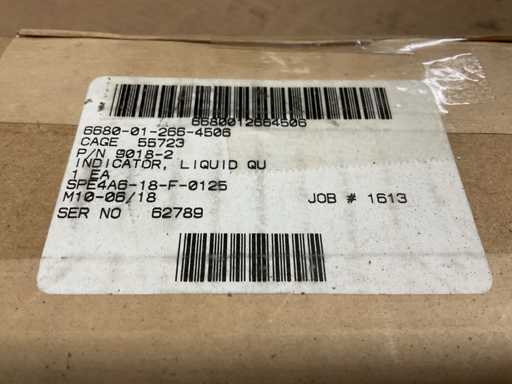 6680012664506
6680-01-266-4506
CAGE 55723
P/N 9018-2
INDICATOR, LIQUID QU
1 EA
SPE4A6-18-F-0125
M10-06/18 JOB # 1613
SER NO 62789